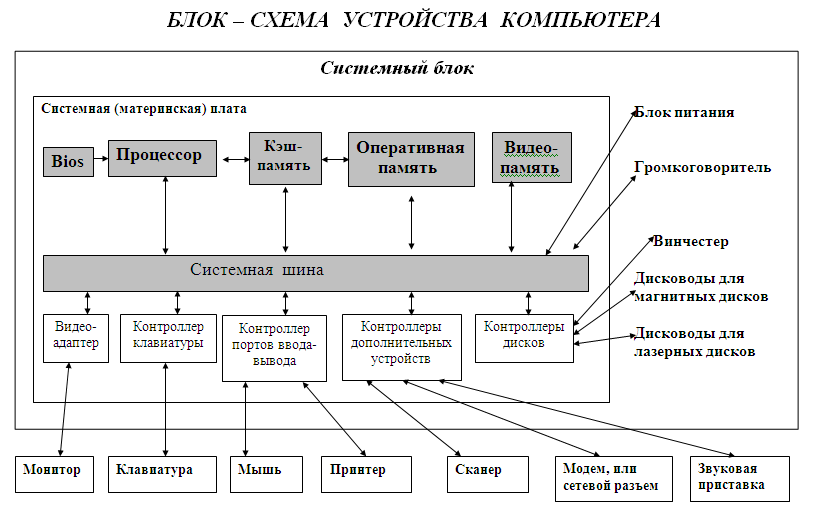 БЛОК – СХЕМА УСТРОЙСТВА КОМПЬЮТЕРА
Системный блок
Системная (материнская) плата
Bios
Процессор
Кэш-
память
Оперативная
память
Видео-
память
Блок питания
Громкоговоритель
Винчестер
Дисководы для
магнитных дисков
Дисководы для
лазерных дисков
Системная шина
Видео-
адаптер
Контроллер
клавиатуры
Контроллер
портов ввода-
вывода
Контроллеры
дополнительных
устройств
Контроллеры
дисков
Монитор
Клавиатура
Мышь
Принтер
Сканер
Модем, или
сетевой разъем
Звуковая
приставка